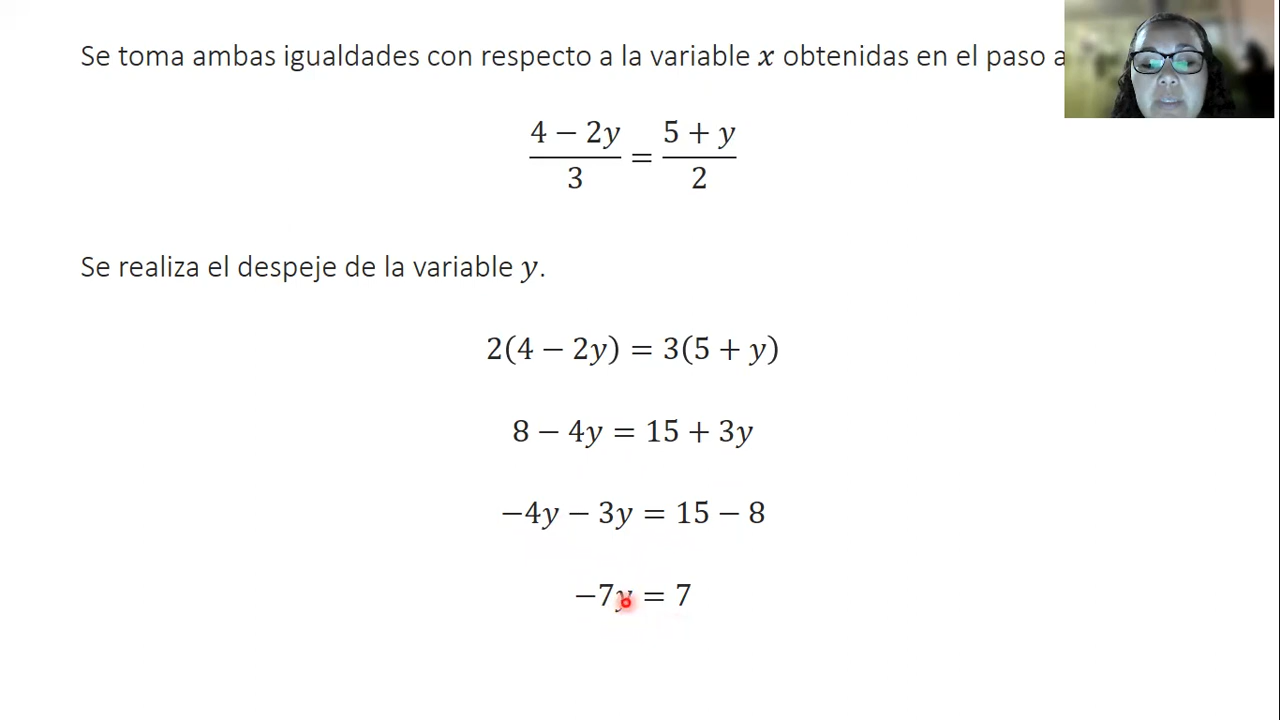 Se toma ambas igualdades con respecto a la variable x obtenidas en el paso a
4 − 2y / 3 = 5 + y / 2
Se realiza el despeje de la variable y.
2(4 − 2y) = 3(5 + y)
8 − 4y = 15 + 3y
−4y − 3y = 15 − 8
−7y = 7